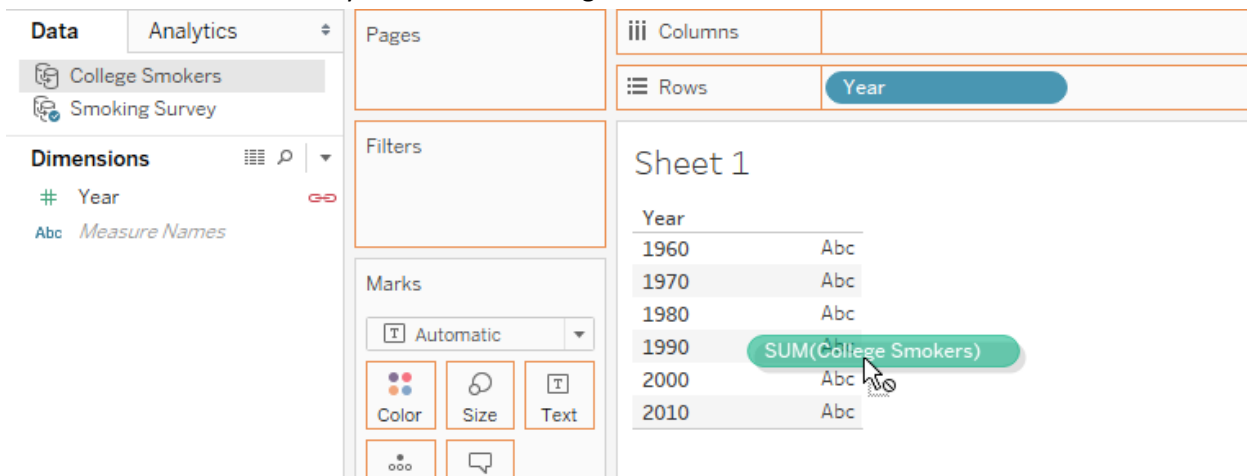 Data Analytics
College Smokers
Smoking Survey
Dimensions
# Year
Abc Measure Names
Pages
Filters
Marks
T Automatic
Color Size T Text
iii Columns
Rows Year
Sheet 1
Year
1960 Abc
1970 Abc
1980 Abc
1990 SUM(College Smokers)
2000 Abc
2010 Abc